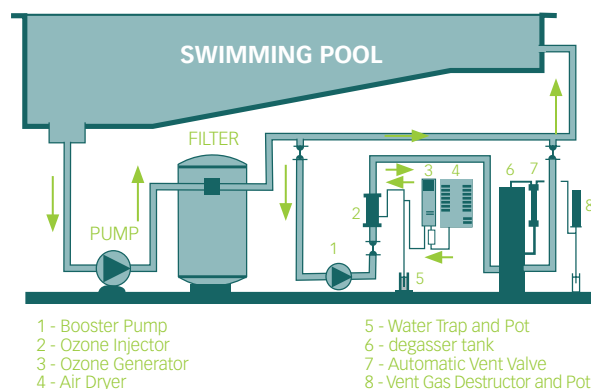 SWIMMING POOL
FILTER
PUMP
1
2
3
4
5
6
7
8
1 - Booster Pump
2 - Ozone Injector
3 - Ozone Generator
4 - Air Dryer
5 - Water Trap and Pot
6 - degasser tank
7 - Automatic Vent Valve
8 - Vent Gas Destructor and Pot